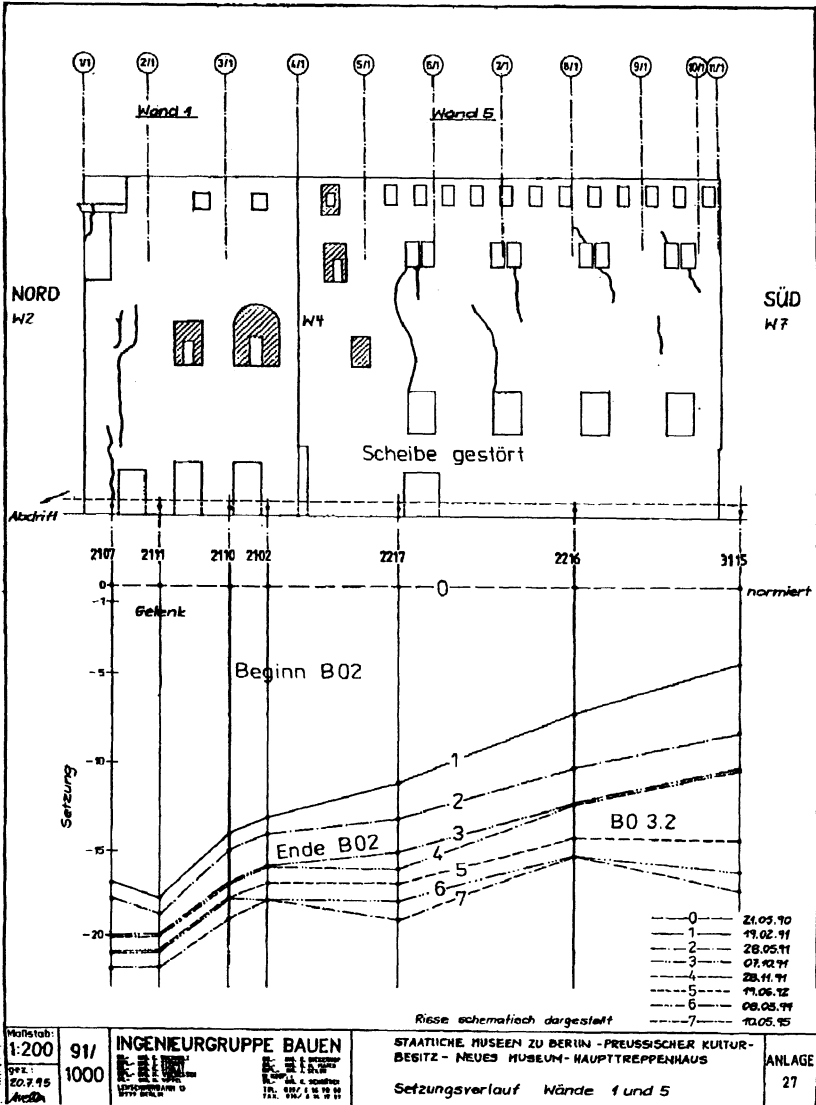 1/1 2/1 3/1 4/1 5/1 6/1 7/1 8/1 9/1 10/1 11/1
Wand 1 Wand 5
NORD
W2
W4
SÜD
W7
Scheibe gestört
Abdrift
2107 2111 2110 2102 2217 2216 3115
0 0 normiert
-1
Gelenk
Beginn B02
-5
-10
Setzung
-15
-20
1
2
3
4
5
6
7
Ende B02
B0 3.2
0 21.05.90
1 19.02.91
2 28.05.91
3 07.10.91
4 28.11.91
5 19.06.92
6 08.03.94
7 10.05.95
Risse schematisch dargestellt
Maßstab:
1:200
gez.:
20.7.95
91/
1000
INGENIEURGRUPPE BAUEN
STAATLICHE MUSEEN ZU BERLIN - PREUSSISCHER KULTUR-
BESITZ - NEUES MUSEUM - HAUPTTREPPENHAUS
Setzungsverlauf Wände 1 und 5
ANLAGE
27